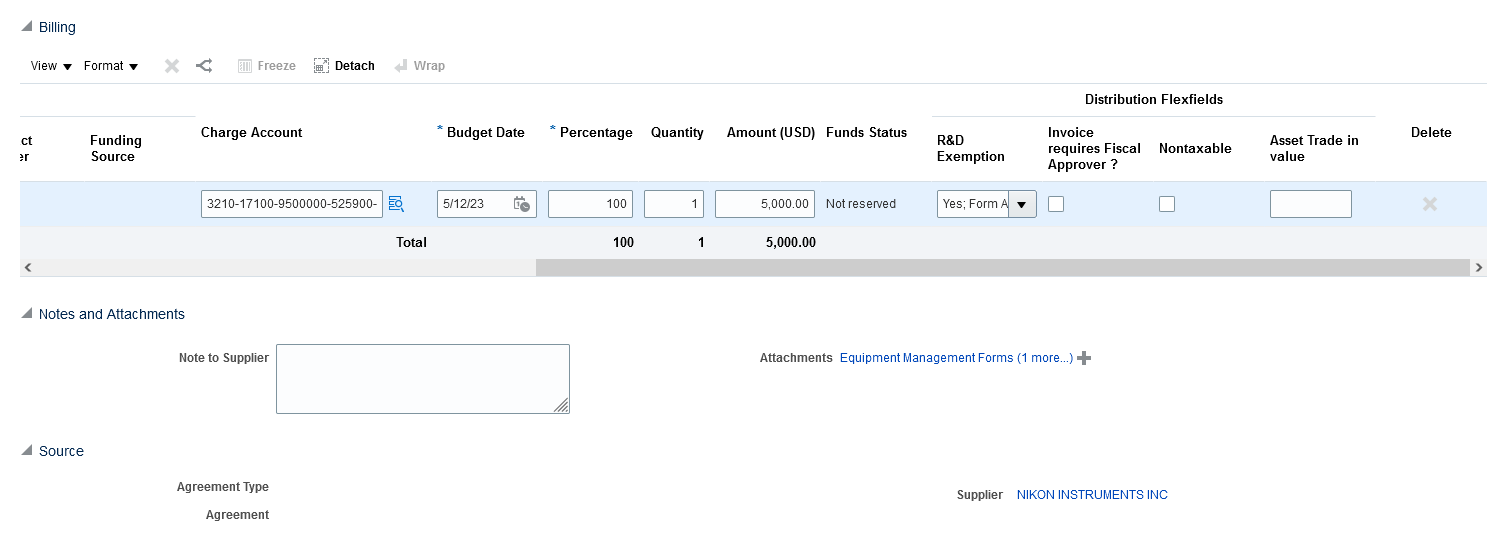 Billing
View Format Freeze Detach Wrap
Distribution Flexfields
ct
er
Funding
Source
Charge Account
* Budget Date
* Percentage
Quantity
Amount (USD)
Funds Status
R&D
Exemption
Invoice
requires Fiscal
Approver ?
Nontaxable
Asset Trade in
value
Delete
3210-17100-9500000-525900- 5/12/23 100 1 5,000.00 Not reserved Yes; Form A
Total 100 1 5,000.00
Notes and Attachments
Note to Supplier
Attachments Equipment Management Forms (1 more...)
Source
Agreement Type
Supplier NIKON INSTRUMENTS INC
Agreement